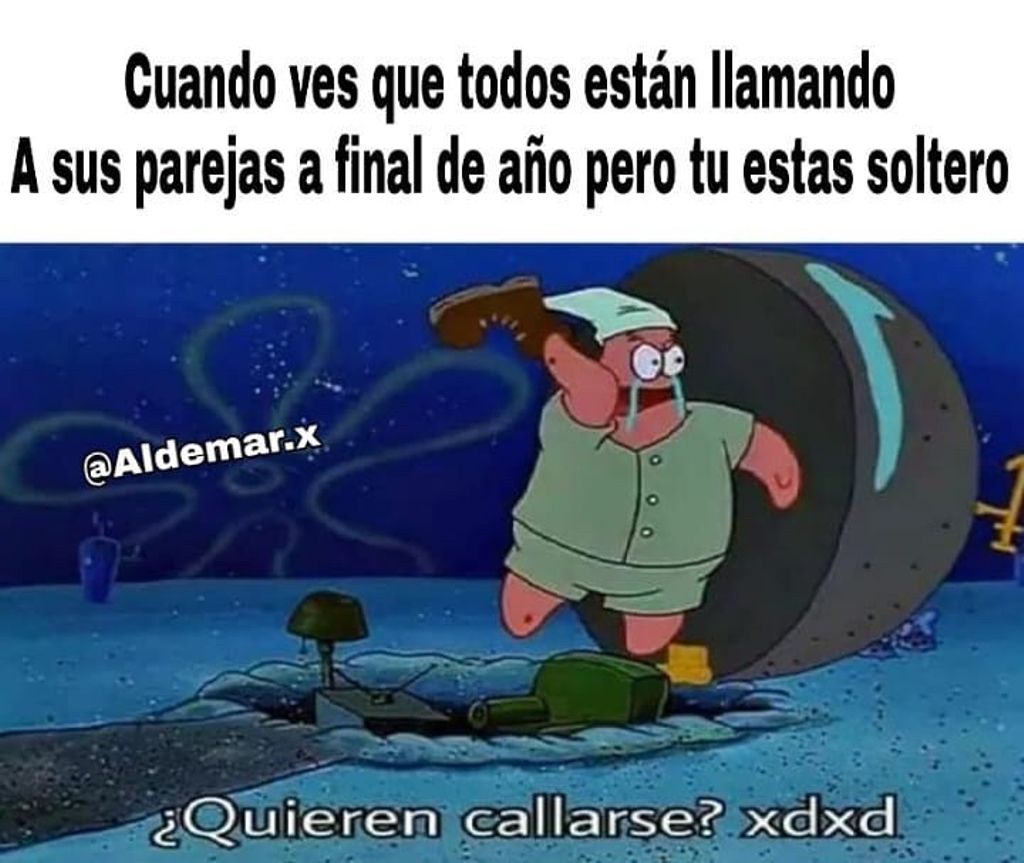 Cuando ves que todos están llamando
A sus parejas a final de año pero tu estas soltero
@Aldemar.x
¿Quieren callarse? xdxd